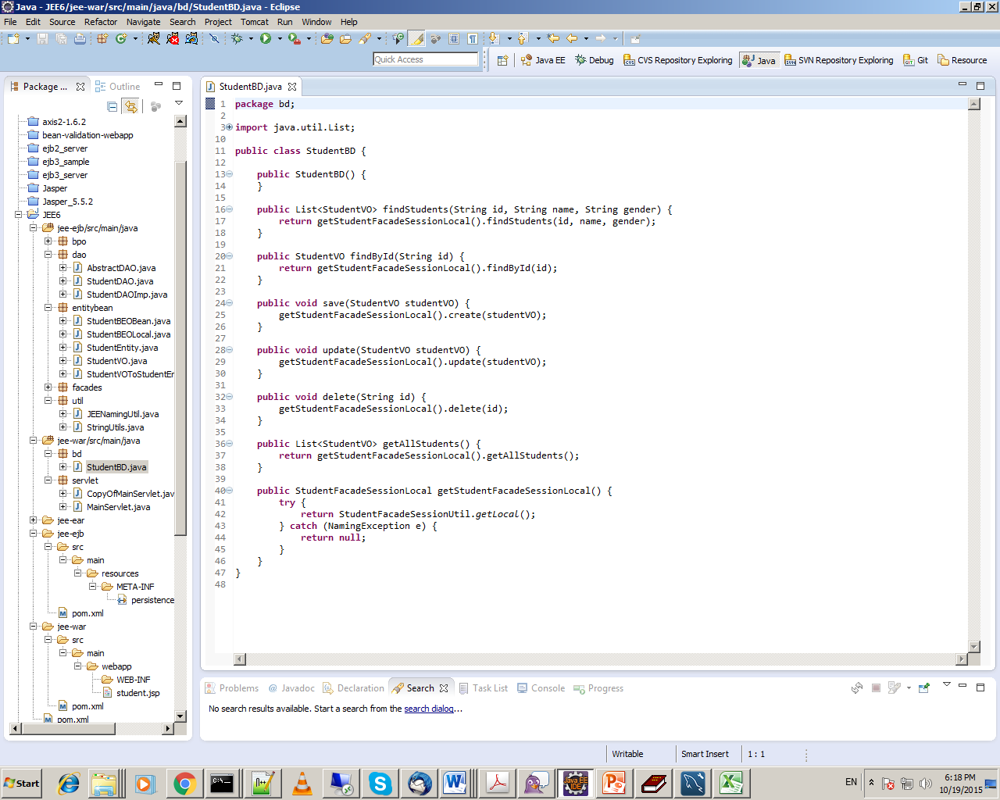 Java - JEE6/jee-war/src/main/java/bd/StudentBD.java - Eclipse
File Edit Source Refactor Navigate Search Project Tomcat Run Window Help
Quick Access
Java EE Debug CVS Repository Exploring Java SVN Repository Exploring Git Resource
Package ... Outline
axis2-1.6.2
bean-validation-webapp
ejb2_server
ejb3_sample
ejb3_server
Jasper
Jasper_5.5.2
JEE6
jee-ejb/src/main/java
bpo
dao
AbstractDAO.java
StudentDAO.java
StudentDAOImp.java
entitybean
StudentBEOBean.java
StudentBEOLocal.java
StudentEntity.java
StudentVO.java
StudentVOToStudentEr
facades
util
JEENamingUtil.java
StringUtils.java
jee-war/src/main/java
bd
StudentBD.java
servlet
CopyOfMainServlet.jav
MainServlet.java
jee-ear
jee-ejb
src
main
resources
META-INF
persistence
pom.xml
jee-war
src
main
webapp
WEB-INF
student.jsp
pom.xml
pom.xml
StudentBD.java
1 package bd;
2
3 import java.util.List;
10
11 public class StudentBD {
12
13 public StudentBD() {
14 }
15
16 public List<StudentVO> findStudents(String id, String name, String gender) {
17 return getStudentFacadeSessionLocal().findStudents(id, name, gender);
18 }
19
20 public StudentVO findById(String id) {
21 return getStudentFacadeSessionLocal().findById(id);
22 }
23
24 public void save(StudentVO studentVO) {
25 getStudentFacadeSessionLocal().create(studentVO);
26 }
27
28 public void update(StudentVO studentVO) {
29 getStudentFacadeSessionLocal().update(studentVO);
30 }
31
32 public void delete(String id) {
33 getStudentFacadeSessionLocal().delete(id);
34 }
35
36 public List<StudentVO> getAllStudents() {
37 return getStudentFacadeSessionLocal().getAllStudents();
38 }
39
40 public StudentFacadeSessionLocal getStudentFacadeSessionLocal() {
41 try {
42 return StudentFacadeSessionUtil.getLocal();
43 } catch (NamingException e) {
44 return null;
45 }
46 }
47 }
48
Problems @ Javadoc Declaration Search Task List Console Progress
No search results available. Start a search from the search dialog...
Writable Smart Insert 1 : 1
Start
Java EE
IDE
EN
6:18 PM
10/19/2015